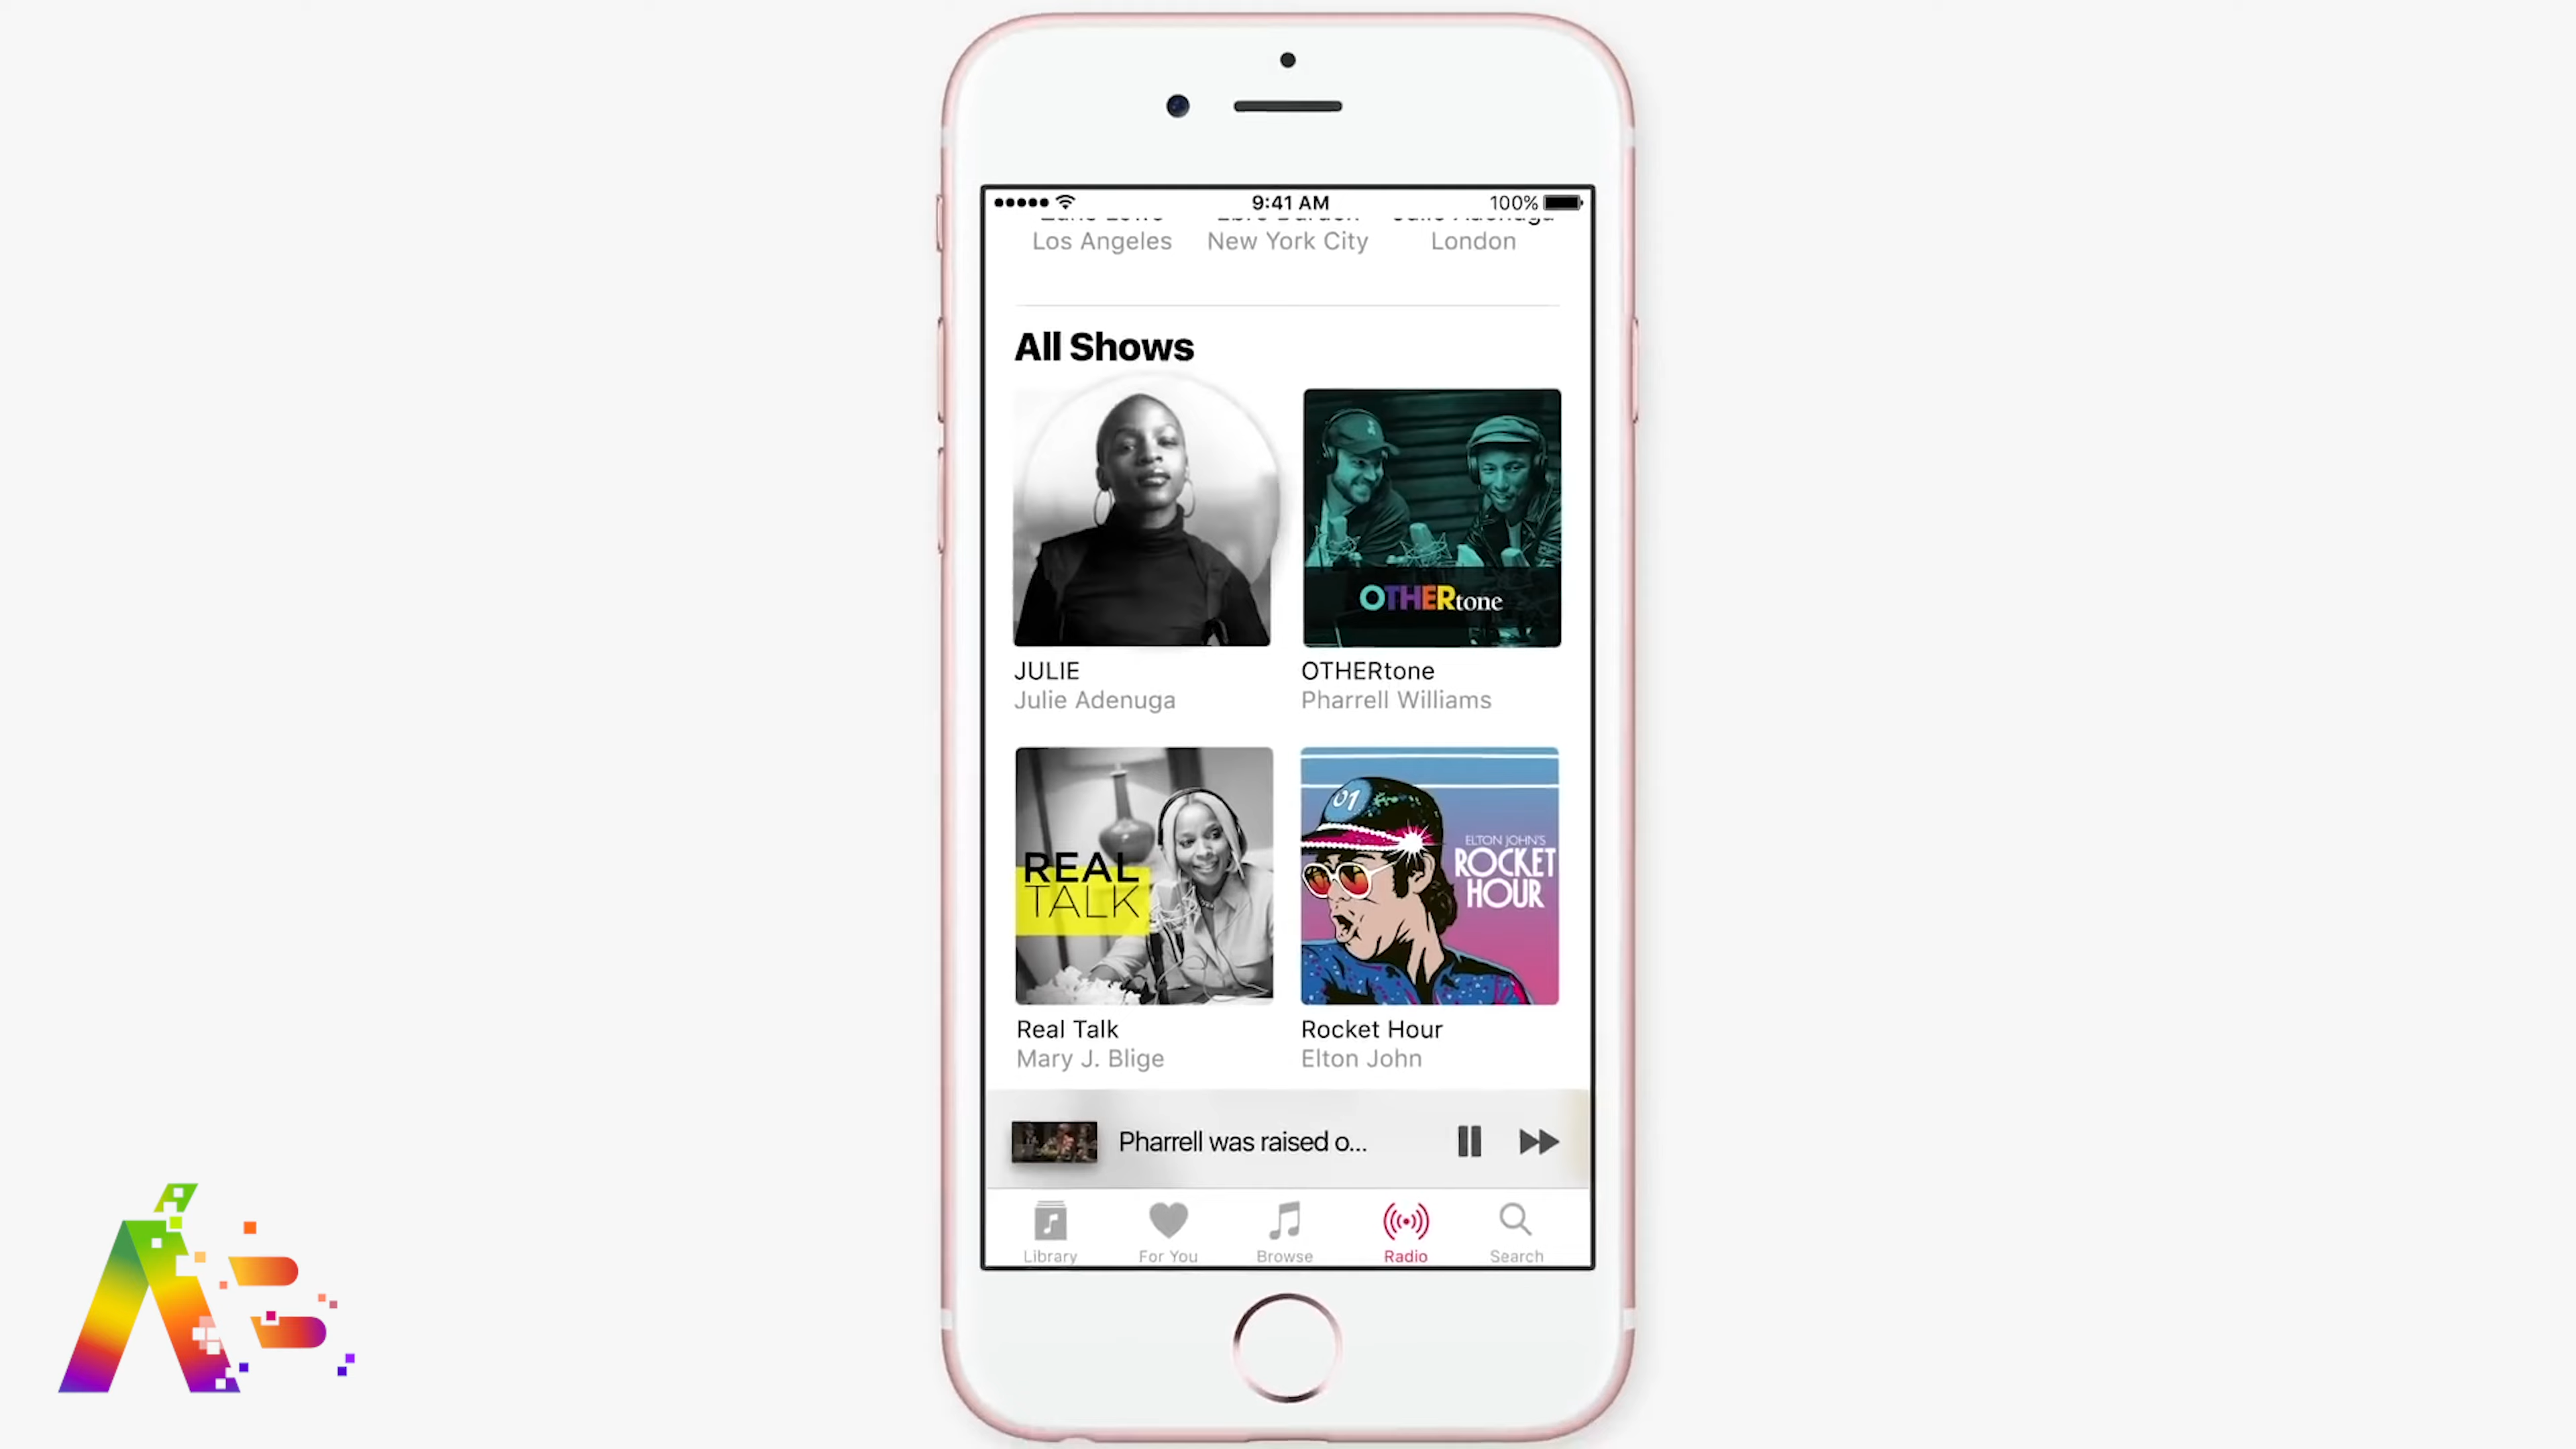 9:41 AM
100%
Los Angeles
New York City
London
All Shows
OTHERtone
JULIE
Julie Adenuga
OTHERtone
Pharrell Williams
REAL
TALK
01
ELTON JOHN'S
ROCKET
HOUR
Real Talk
Mary J. Blige
Rocket Hour
Elton John
Pharrell was raised o...
Library
For You
Browse
Radio
Search